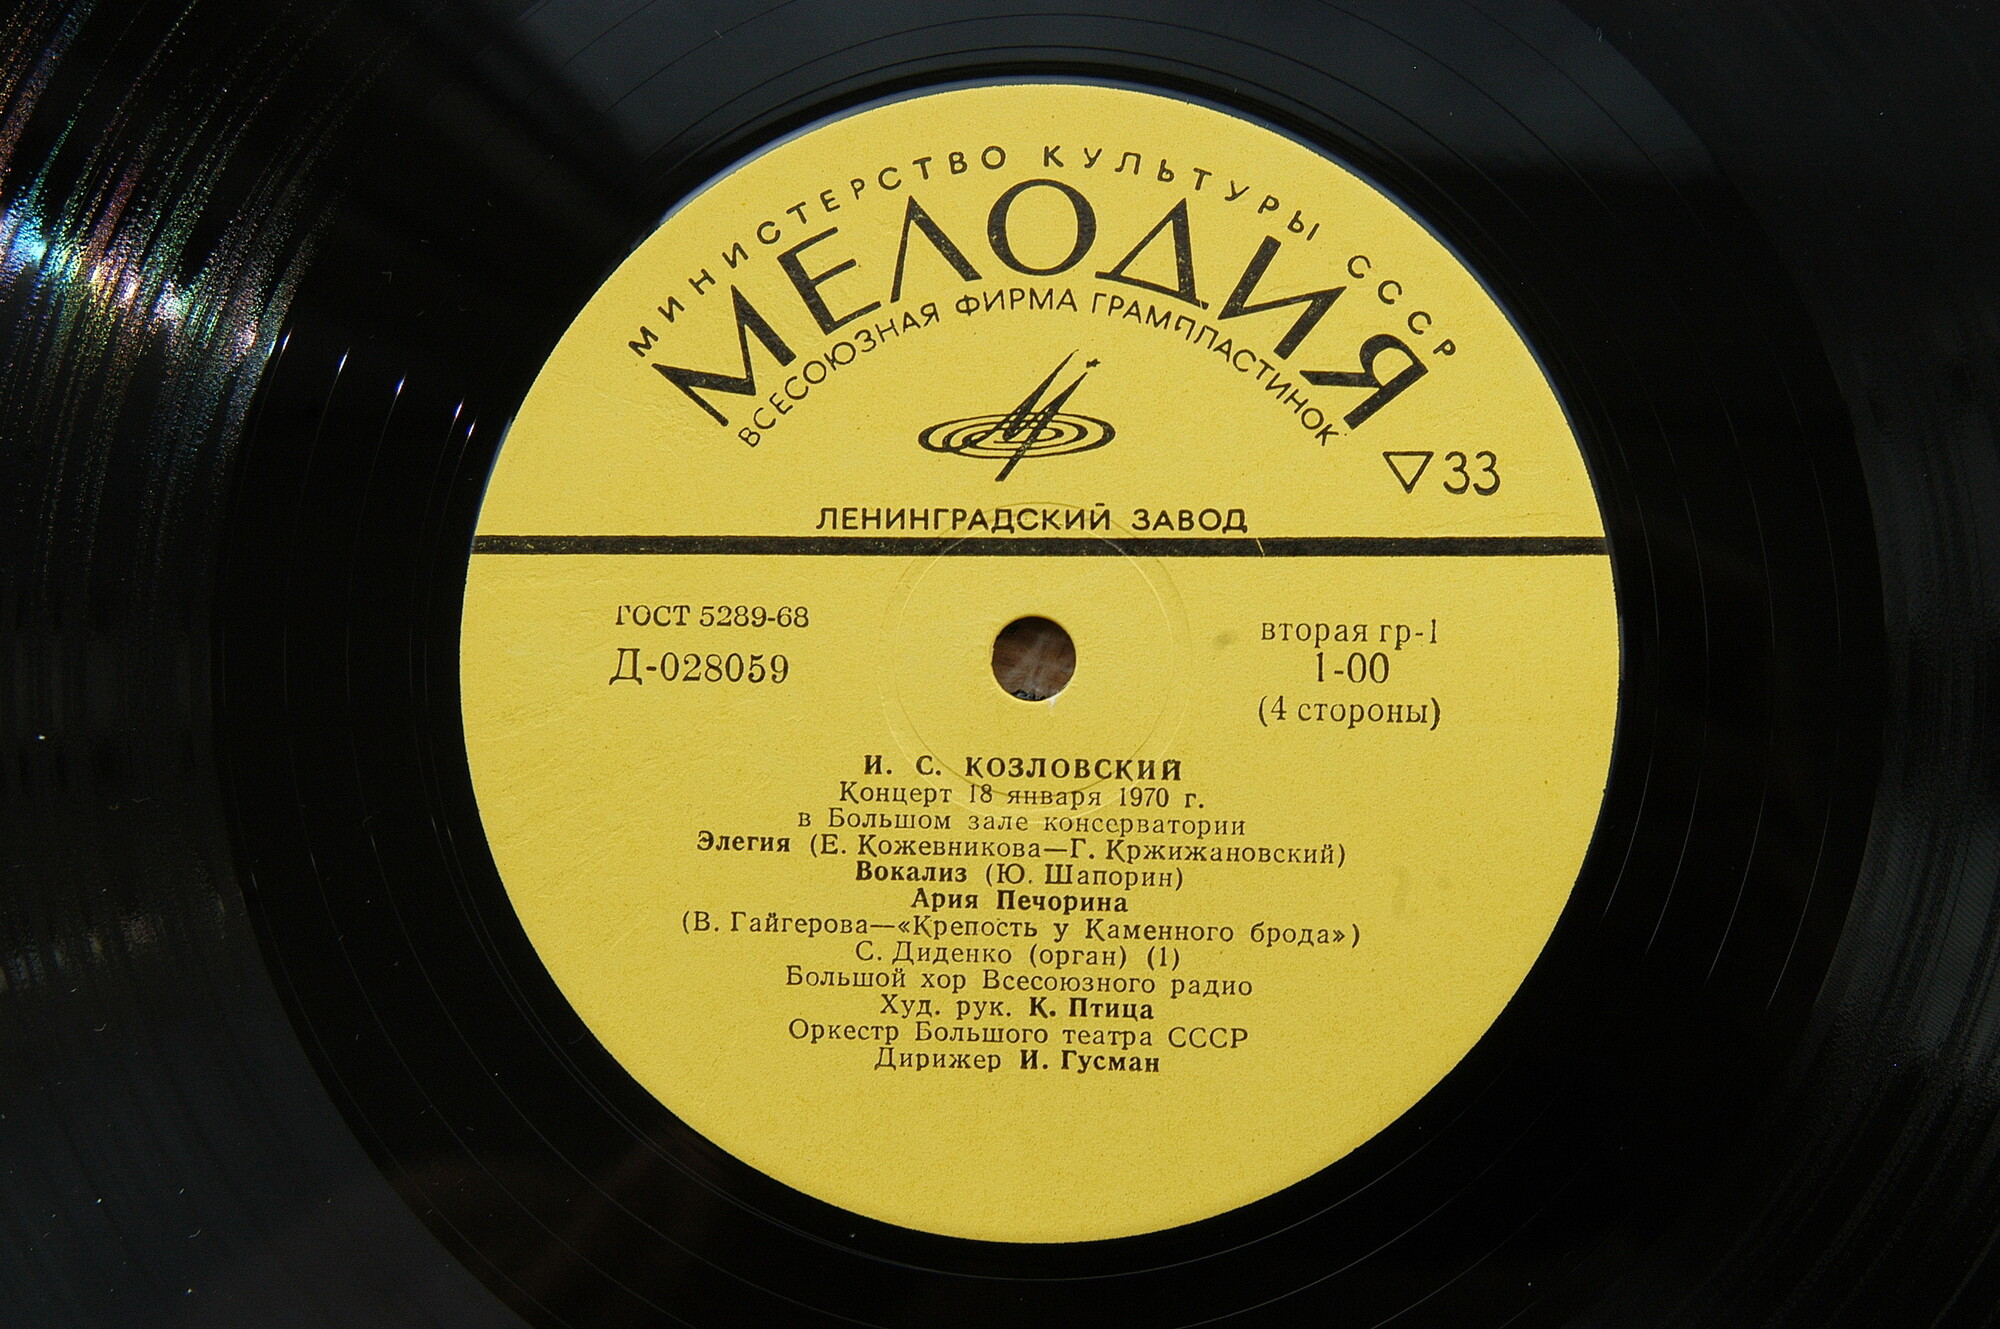 МИНИСТЕРСТВО КУЛЬТУРЫ СССР
МЕЛОДИЯ
ВСЕСОЮЗНАЯ ФИРМА ГРАМПЛАСТИНОК
33
ЛЕНИНГРАДСКИЙ ЗАВОД
ГОСТ 5289-68
Д-028059
вторая гр-1
1-00
(4 стороны)
И. С. КОЗЛОВСКИЙ
Концерт 18 января 1970 г.
в Большом зале консерватории
Элегия (Е. Кожевникова—Г. Кржижановский)
Вокализ (Ю. Шапорин)
Ария Печорина
(В. Гайгерова—«Крепость у Каменного брода»)
С. Диденко (орган) (1)
Большой хор Всесоюзного радио
Худ. рук. К. Птица
Оркестр Большого театра СССР
Дирижер И. Гусман